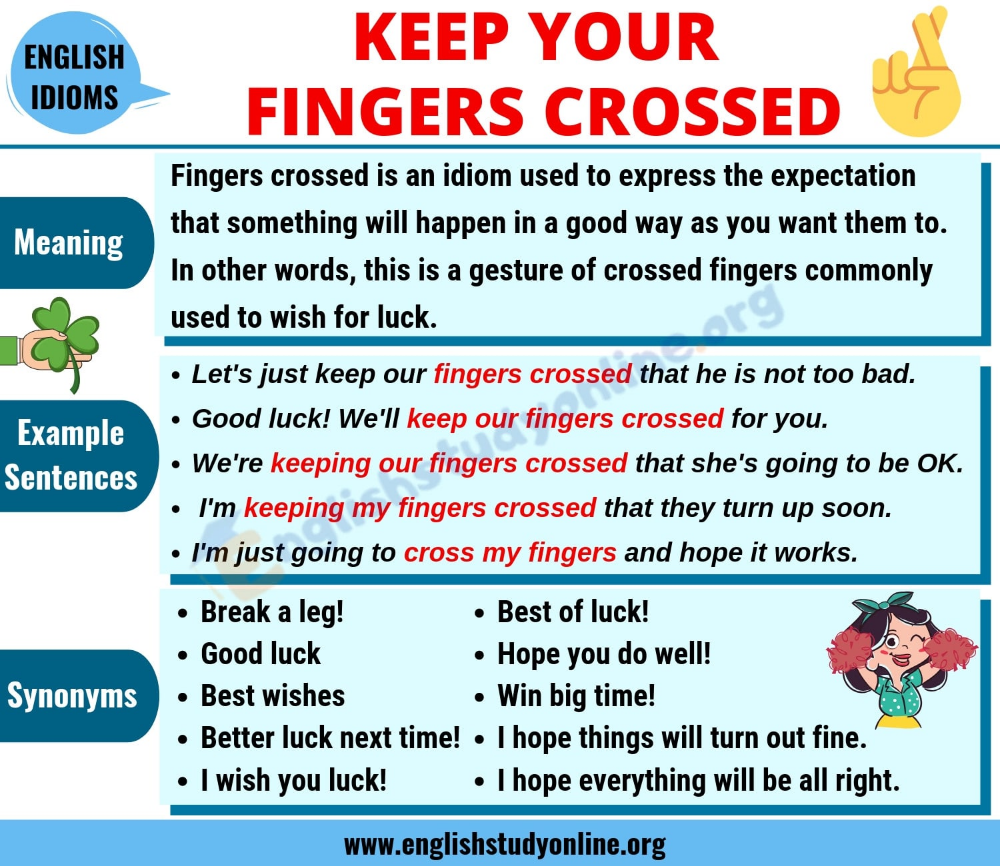 ENGLISH
IDIOMS
KEEP YOUR
FINGERS CROSSED
Meaning
Fingers crossed is an idiom used to express the expectation
that something will happen in a good way as you want them to.
In other words, this is a gesture of crossed fingers commonly
used to wish for luck.
Example
Sentences
• Let's just keep our fingers crossed that he is not too bad.
• Good luck! We'll keep our fingers crossed for you.
• We're keeping our fingers crossed that she's going to be OK.
• I'm keeping my fingers crossed that they turn up soon.
• I'm just going to cross my fingers and hope it works.
Englishstudyonline.org
Synonyms
• Break a leg!
• Good luck
• Best wishes
• Better luck next time!
• I wish you luck!
• Best of luck!
• Hope you do well!
• Win big time!
• I hope things will turn out fine.
• I hope everything will be all right.
www.englishstudyonline.org